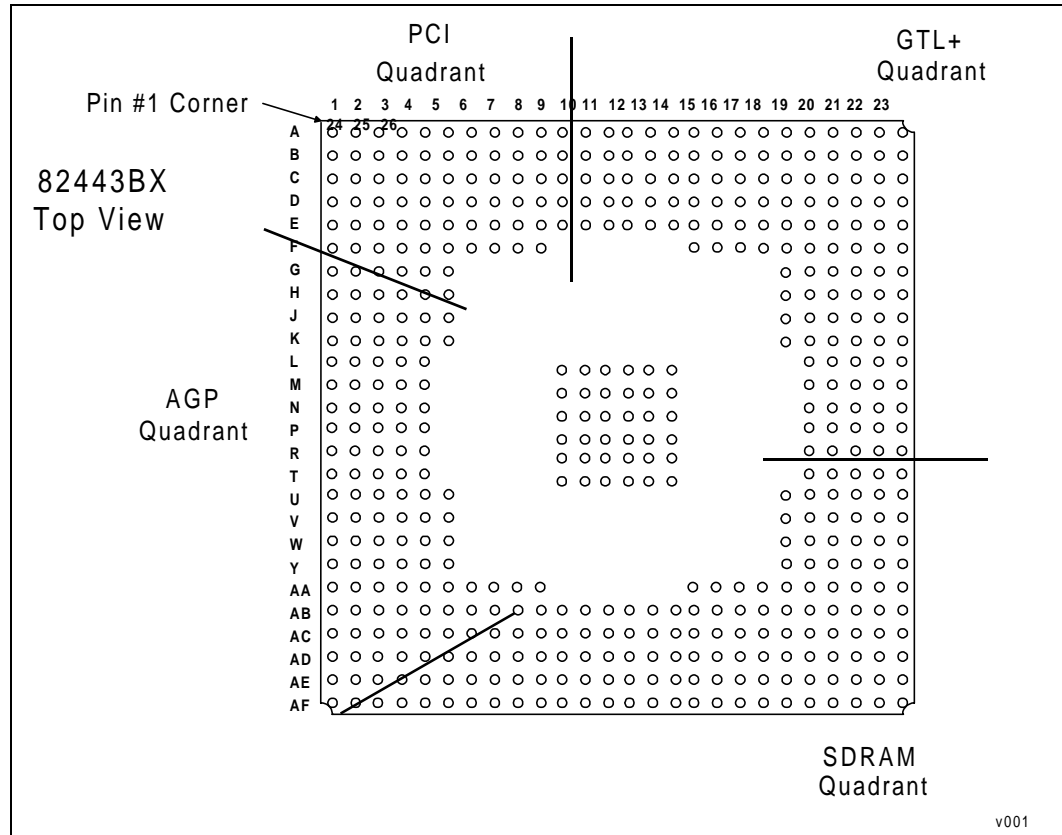 PCI
Quadrant
GTL+
Quadrant
Pin #1 Corner
1 2 3 4 5 6 7 8 9 10 11 12 13 14 15 16 17 18 19 20 21 22 23
24 25 26
A
B
C
D
E
F
G
H
J
K
L
M
N
P
R
T
U
V
W
Y
AA
AB
AC
AD
AE
AF
82443BX
Top View
AGP
Quadrant
SDRAM
Quadrant
v001